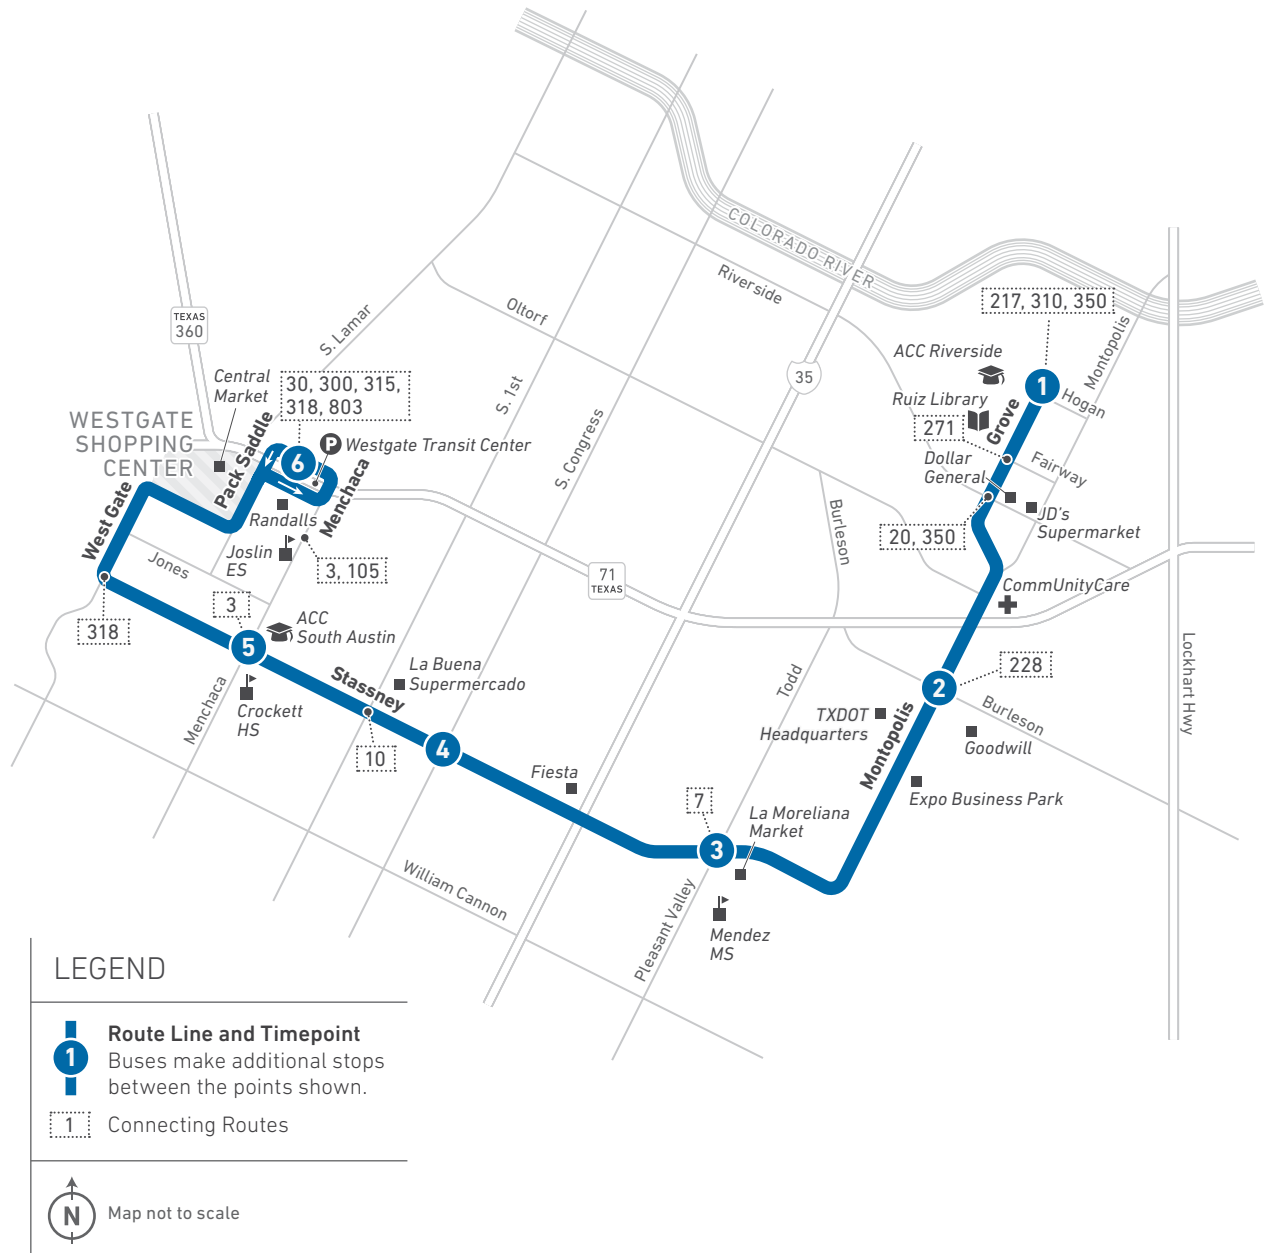 COLORADO RIVER
Riverside
Oltorf
S. Lamar
TEXAS
360
35
217, 310, 350
Montopolis
ACC Riverside
1
Hogan
Ruiz Library
Grove
271
Fairway
Dollar
General
JD's
Supermarket
20, 350
CommUnityCare
Central
Market
30, 300, 315,
318, 803
S. 1st
S. Congress
WESTGATE
SHOPPING
CENTER
Pack Saddle
6
P
Westgate Transit Center
Menchaca
Randalls
West Gate
Joslin
ES
3, 105
Jones
Burleson
71
TEXAS
318
3
5
ACC
South Austin
Menchaca
Crockett
HS
Stassney
La Buena
Supermercado
10
4
Fiesta
Todd
228
2
Burleson
Lockhart Hwy
TXDOT
Headquarters
Montopolis
Goodwill
Expo Business Park
7
La Moreliana
Market
3
Pleasant Valley
Mendez
MS
William Cannon
LEGEND
Route Line and Timepoint
1
Buses make additional stops
between the points shown.
1
Connecting Routes
N
Map not to scale